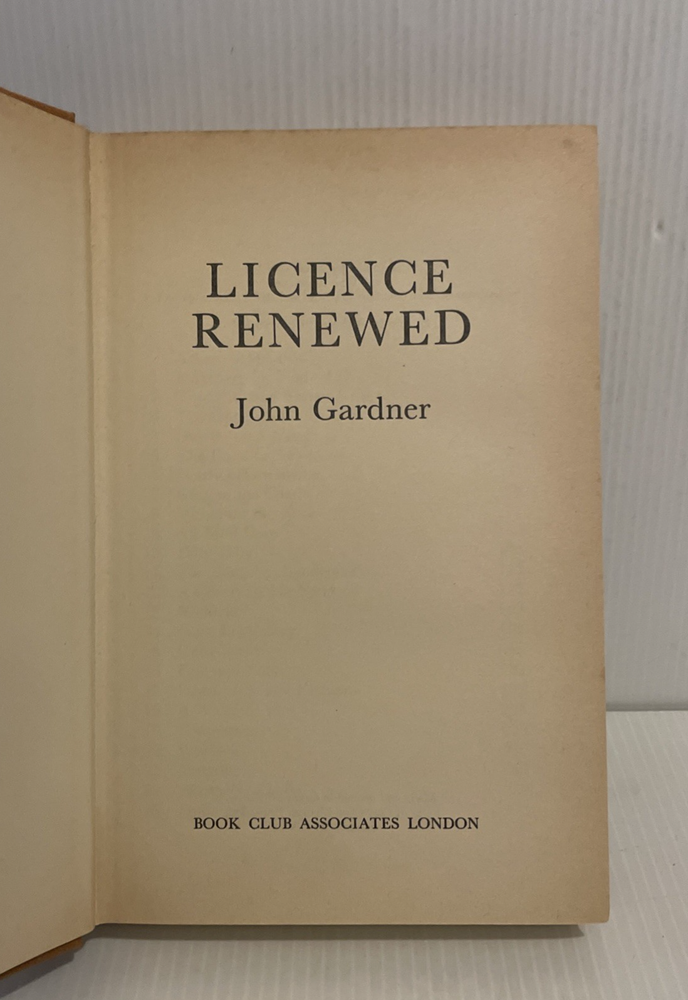 LICENCE
RENEWED
John Gardner
BOOK CLUB ASSOCIATES LONDON